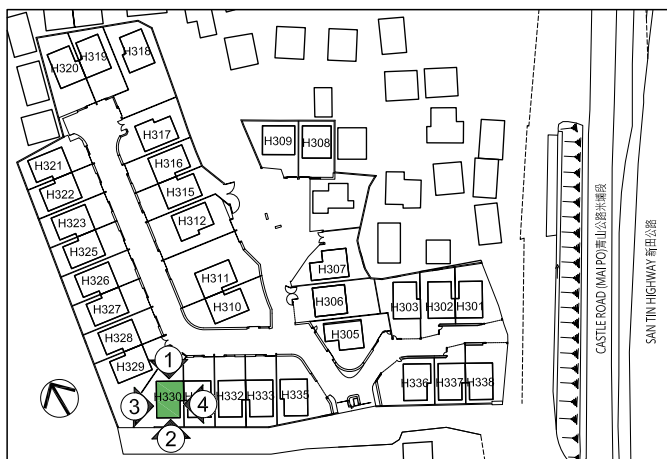 H318
H319
H320
H317
H309
H308
H316
H321
H315
H322
H312
H323
H325
H307
H311
H326
H306
H303
H302
H301
H310
H327
H305
H328
H329
1
H336
H337
H338
3
H330
4
H332
H333
H335
2
CASTLE ROAD (MAI PO)青山公路米埔段
SAN TIN HIGHWAY 新田公路